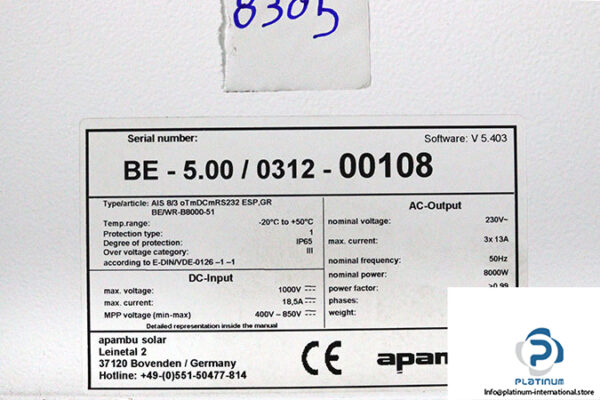 8305
Serial number:
Software: V 5.403
BE - 5.00 / 0312 - 00108
Type/article: AIS 8/3 oTmDCmRS232 ESP,GR
BE/WR-B8000-51
Temp.range: -20°C to +50°C
Protection type: 1
Degree of protection: IP65
Over voltage category: III
according to E-DIN/VDE-0126 –1 –1
DC-Input
max. voltage: 1000V
max. current: 18,5A
MPP voltage (min-max) 400V – 850V
Detailed representation inside the manual
AC-Output
nominal voltage: 230V~
max. current: 3x 13A
nominal frequency: 50Hz
nominal power: 8000W
power factor: >0.99
phases:
weight:
apambu solar
Leinetal 2
37120 Bovenden / Germany
Hotline: +49-(0)551-50477-814
CE
PLATINUM
https://platinum-international.store